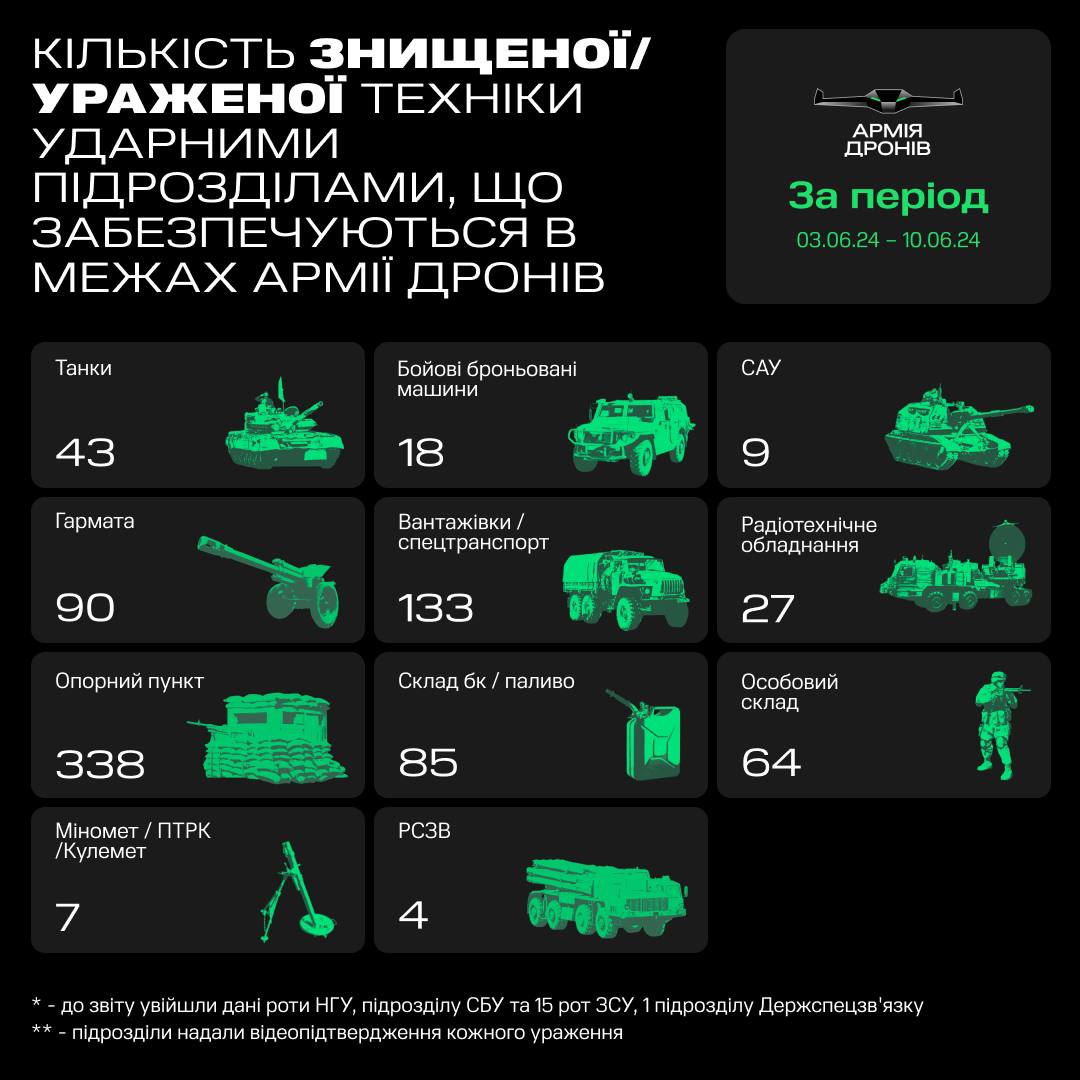 КІЛЬКІСТЬ ЗНИЩЕНОЇ/
УРАЖЕНОЇ ТЕХНІКИ
УДАРНИМИ
ПІДРОЗДІЛАМИ, ЩО
ЗАБЕЗПЕЧУЮТЬСЯ В
МЕЖАХ АРМІЇ ДРОНІВ
АРМІЯ
ДРОНІВ
За період
03.06.24 – 10.06.24
Танки
43
Бойові броньовані
машини
18
САУ
9
Гармата
90
Вантажівки /
спецтранспорт
133
Радіотехнічне
обладнання
27
Опорний пункт
338
Склад бк / паливо
85
Особовий
склад
64
Міномет / ПТРК
/Кулемет
7
РСЗВ
4
* - до звіту увійшли дані роти НГУ, підрозділу СБУ та 15 рот ЗСУ, 1 підрозділу Держспецзв'язку
** - підрозділи надали відеопідтвердження кожного ураження